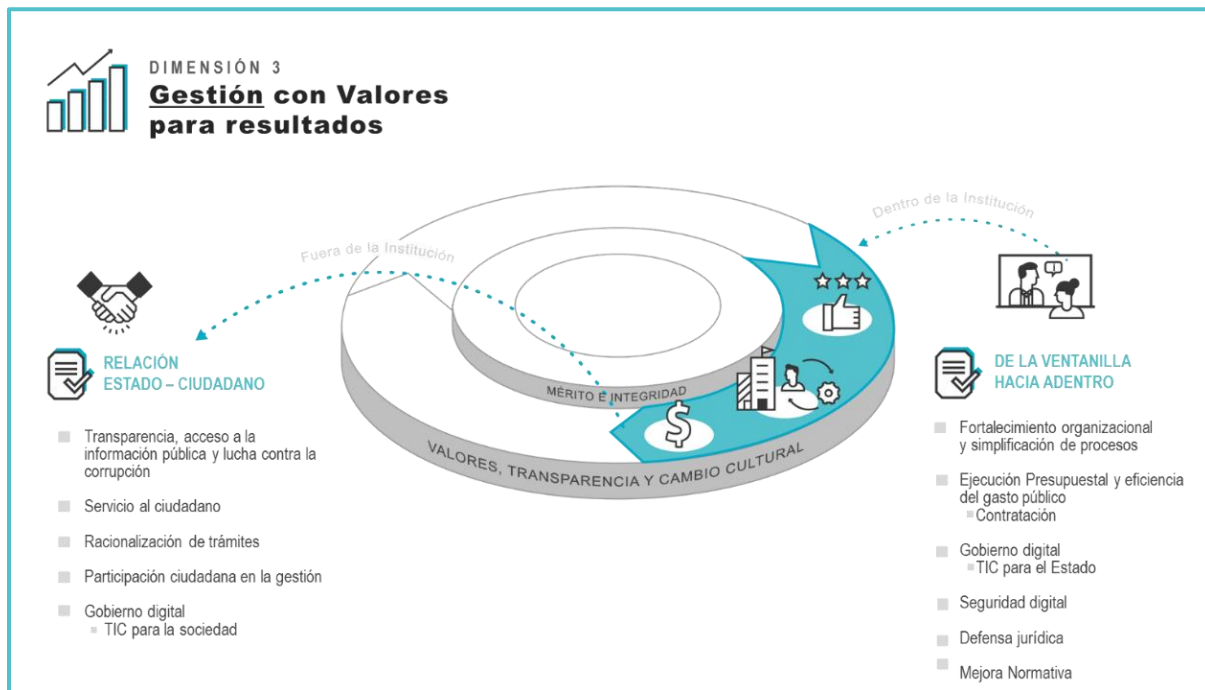 DIMENSIÓN 3
Gestión con Valores
para resultados
Fuera de la Institución
Dentro de la Institución
MÉRITO E INTEGRIDAD
VALORES, TRANSPARENCIA Y CAMBIO CULTURAL
$
RELACIÓN
ESTADO – CIUDADANO
Transparencia, acceso a la
información pública y lucha contra la
corrupción
Servicio al ciudadano
Racionalización de trámites
Participación ciudadana en la gestión
Gobierno digital
TIC para la sociedad
DE LA VENTANILLA
HACIA ADENTRO
Fortalecimiento organizacional
y simplificación de procesos
Ejecución Presupuestal y eficiencia
del gasto público
Contratación
Gobierno digital
TIC para el Estado
Seguridad digital
Defensa jurídica
Mejora Normativa